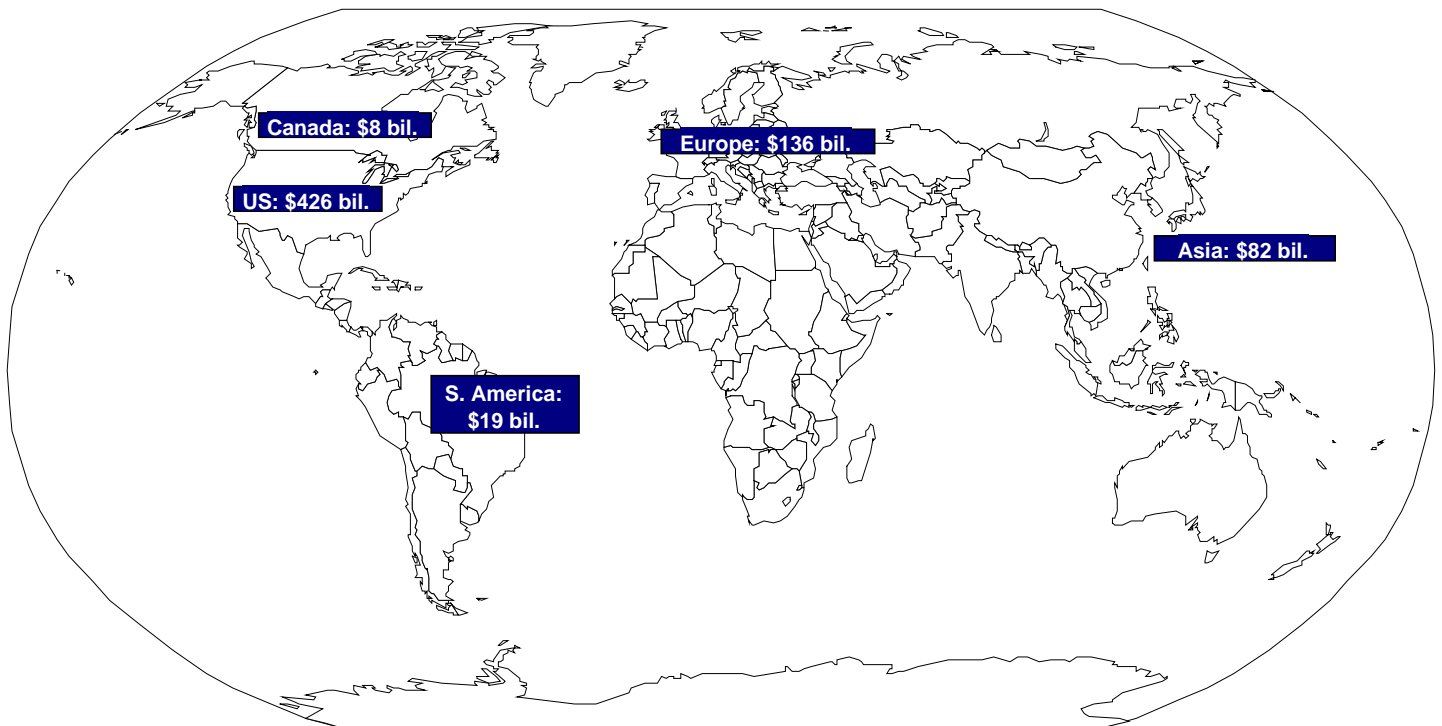 Canada: $8 bil.
Europe: $136 bil.
US: $426 bil.
Asia: $82 bil.
S. America:
$19 bil.